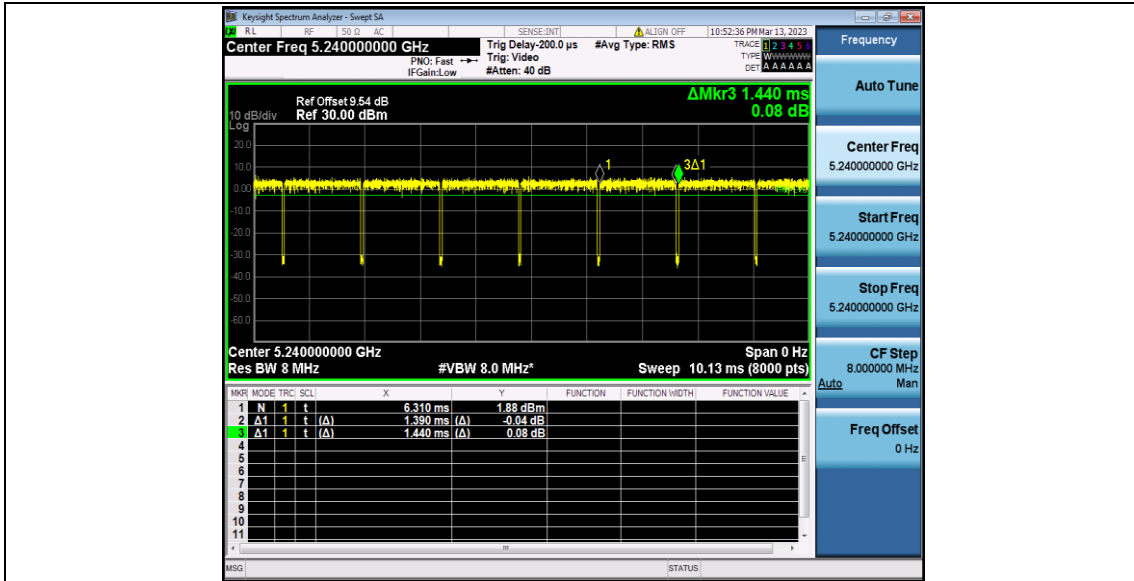 Keysight Spectrum Analyzer - Swept SA
RL RF 50 Ω AC SENSE:INT ALIGN OFF 10:52:36 PM Mar 13, 2023
Center Freq 5.240000000 GHz
PNO: Fast
IFGain:Low
Trig Delay-200.0 µs
Trig: Video
#Atten: 40 dB
#Avg Type: RMS
TRACE 1 2 3 4 5 6
TYPE WWWWWW
DET A A A A A A
ΔMkr3 1.440 ms
0.08 dB
Ref Offset 9.54 dB
10 dB/div Ref 30.00 dBm
Log
20.0
10.0
0.00
-10.0
-20.0
-30.0
-40.0
-50.0
-60.0
1
3Δ1
Center 5.240000000 GHz Span 0 Hz
Res BW 8 MHz #VBW 8.0 MHz* Sweep 10.13 ms (8000 pts)
MKR MODE TRC SCL X Y FUNCTION FUNCTION WIDTH FUNCTION VALUE
1 N 1 t 6.310 ms 1.88 dBm
2 Δ1 1 t (Δ) 1.390 ms (Δ) -0.04 dB
3 Δ1 1 t (Δ) 1.440 ms (Δ) 0.08 dB
4
5
6
7
8
9
10
11
MSG STATUS
Frequency
Auto Tune
Center Freq
5.240000000 GHz
Start Freq
5.240000000 GHz
Stop Freq
5.240000000 GHz
CF Step
8.000000 MHz
Auto Man
Freq Offset
0 Hz